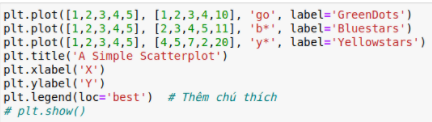 plt.plot([1,2,3,4,5], [1,2,3,4,10], 'go', label='GreenDots')
plt.plot([1,2,3,4,5], [2,3,4,5,11], 'b*', label='Bluestars')
plt.plot([1,2,3,4,5], [4,5,7,2,20], 'y*', label='Yellowstars')
plt.title('A Simple Scatterplot')
plt.xlabel('X')
plt.ylabel('Y')
plt.legend(loc='best')  # Thêm chú thích
# plt.show()